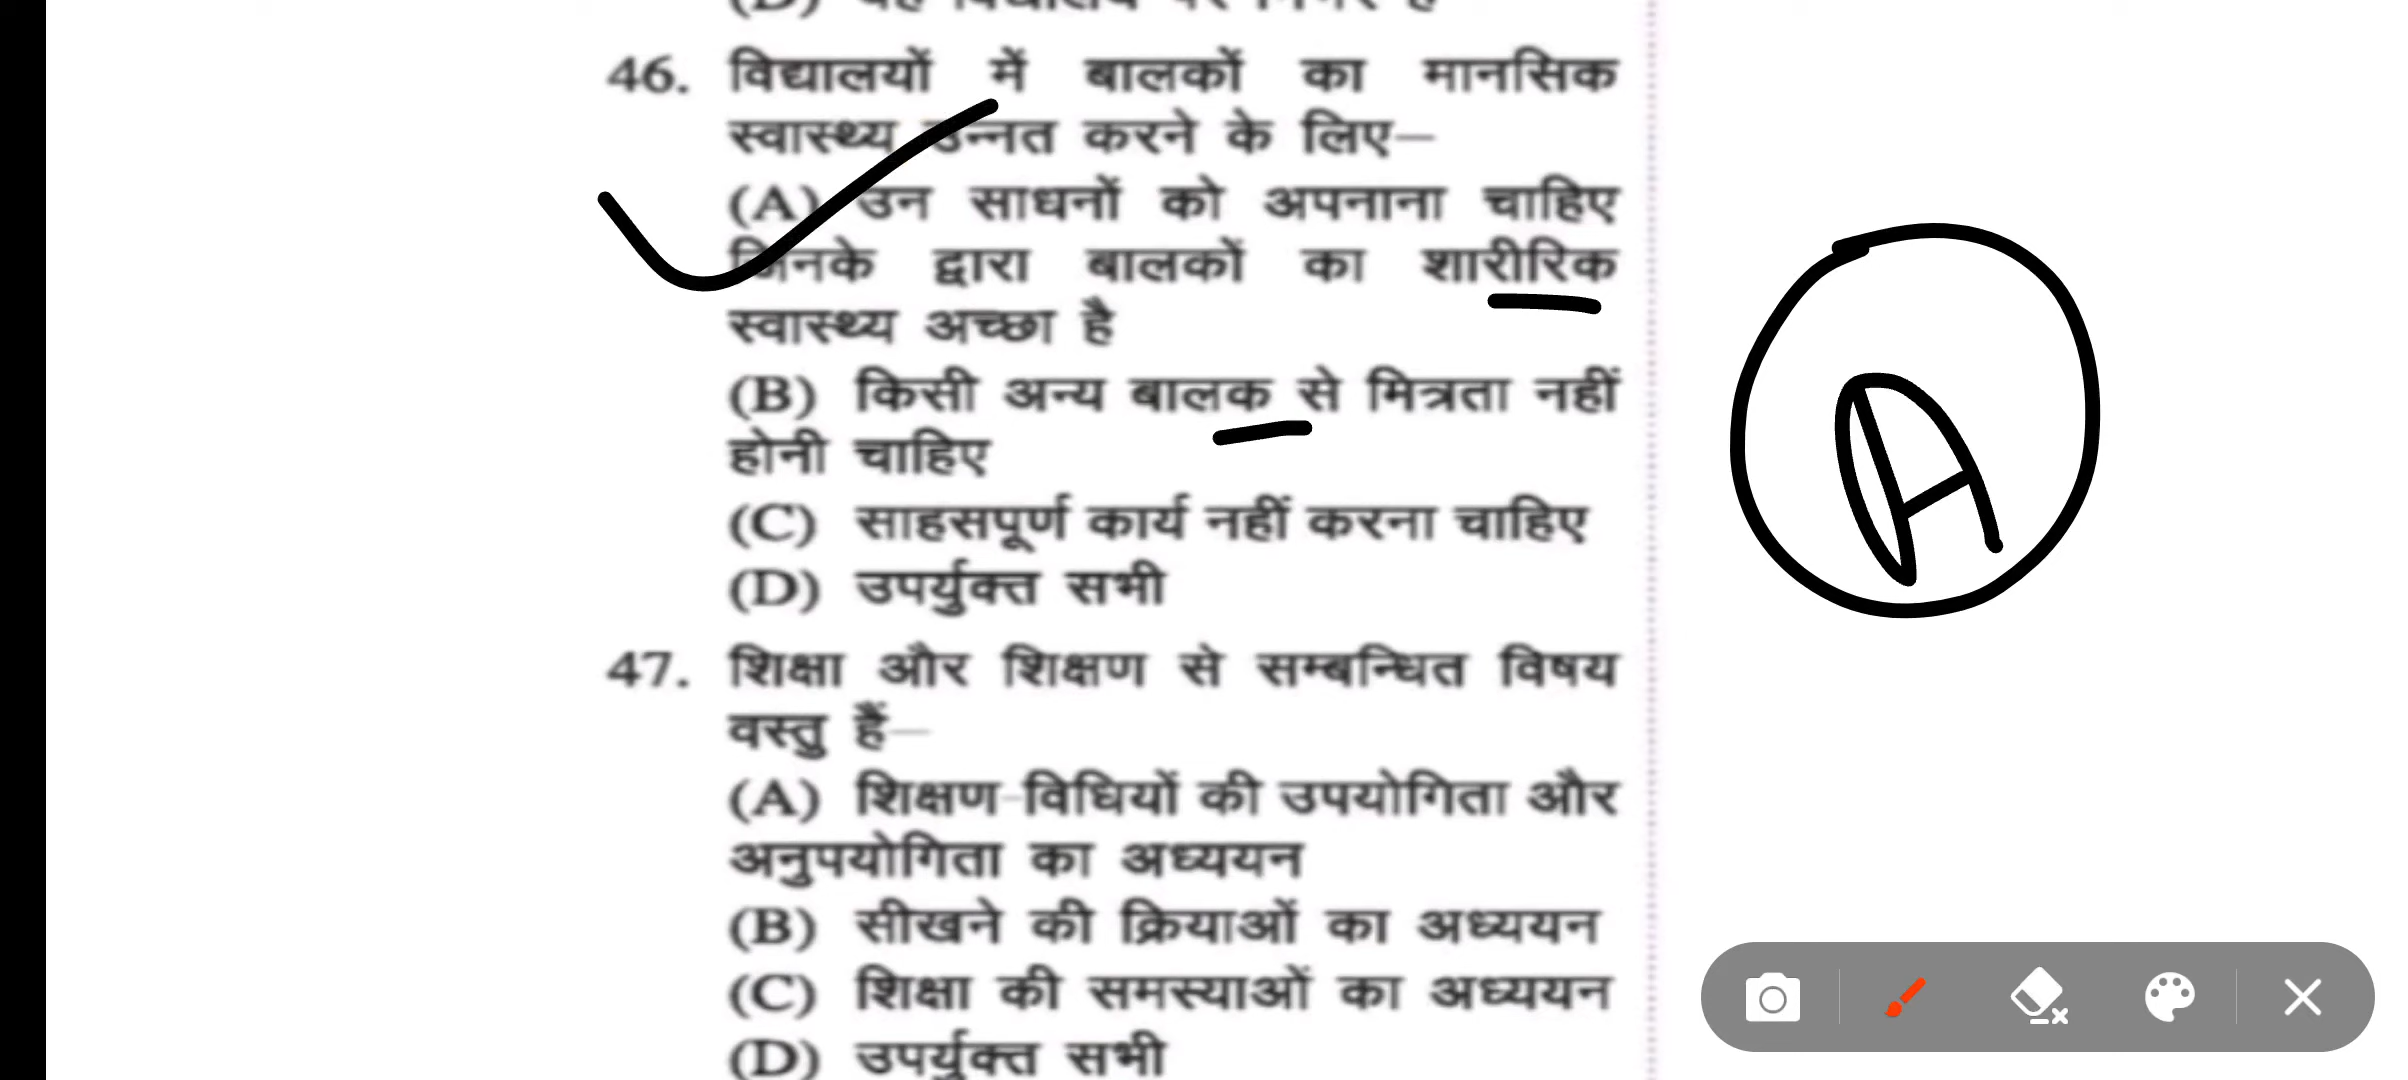 46. विद्यालयों में बालकों का मानसिक
स्वास्थ्य उन्नत करने के लिए–
(A) उन साधनों को अपनाना चाहिए
जिनके द्वारा बालकों का शारीरिक
स्वास्थ्य अच्छा है
(B) किसी अन्य बालक से मित्रता नहीं
होनी चाहिए
(C) साहसपूर्ण कार्य नहीं करना चाहिए
(D) उपर्युक्त सभी
A
47. शिक्षा और शिक्षण से सम्बन्धित विषय
वस्तु हैं–
(A) शिक्षण-विधियों की उपयोगिता और
अनुपयोगिता का अध्ययन
(B) सीखने की क्रियाओं का अध्ययन
(C) शिक्षा की समस्याओं का अध्ययन
(D) उपर्युक्त सभी